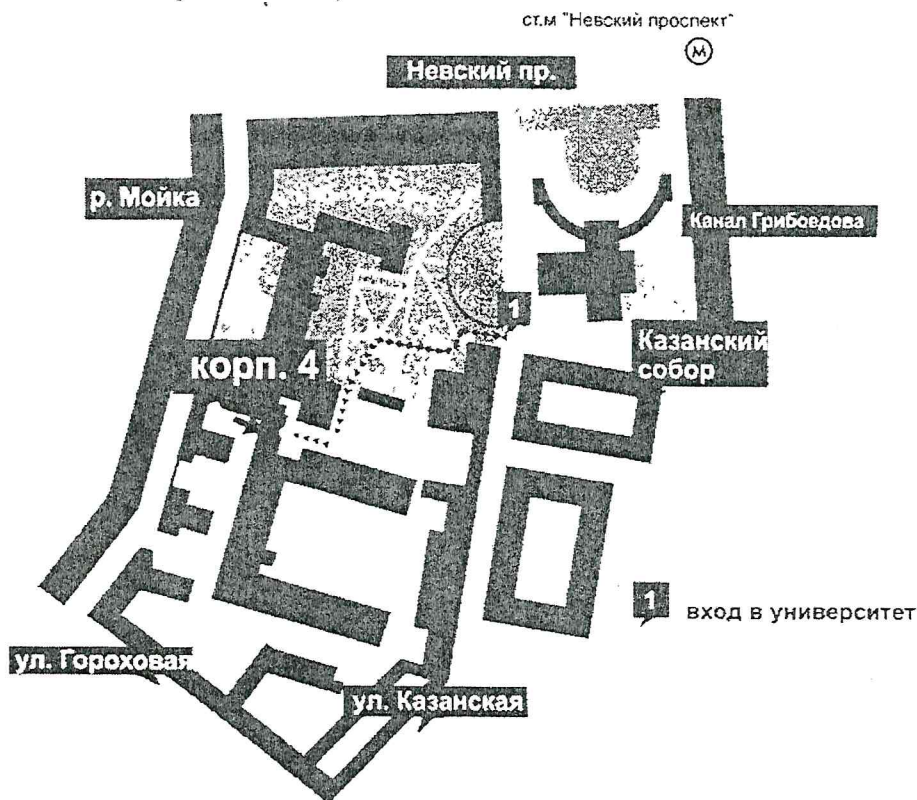 ст.м "Невский проспект"
М
Невский пр.
р. Мойка
Канал Грибоедова
1
Казанский
собор
корп. 4
1 вход в университет
ул. Гороховая
ул. Казанская